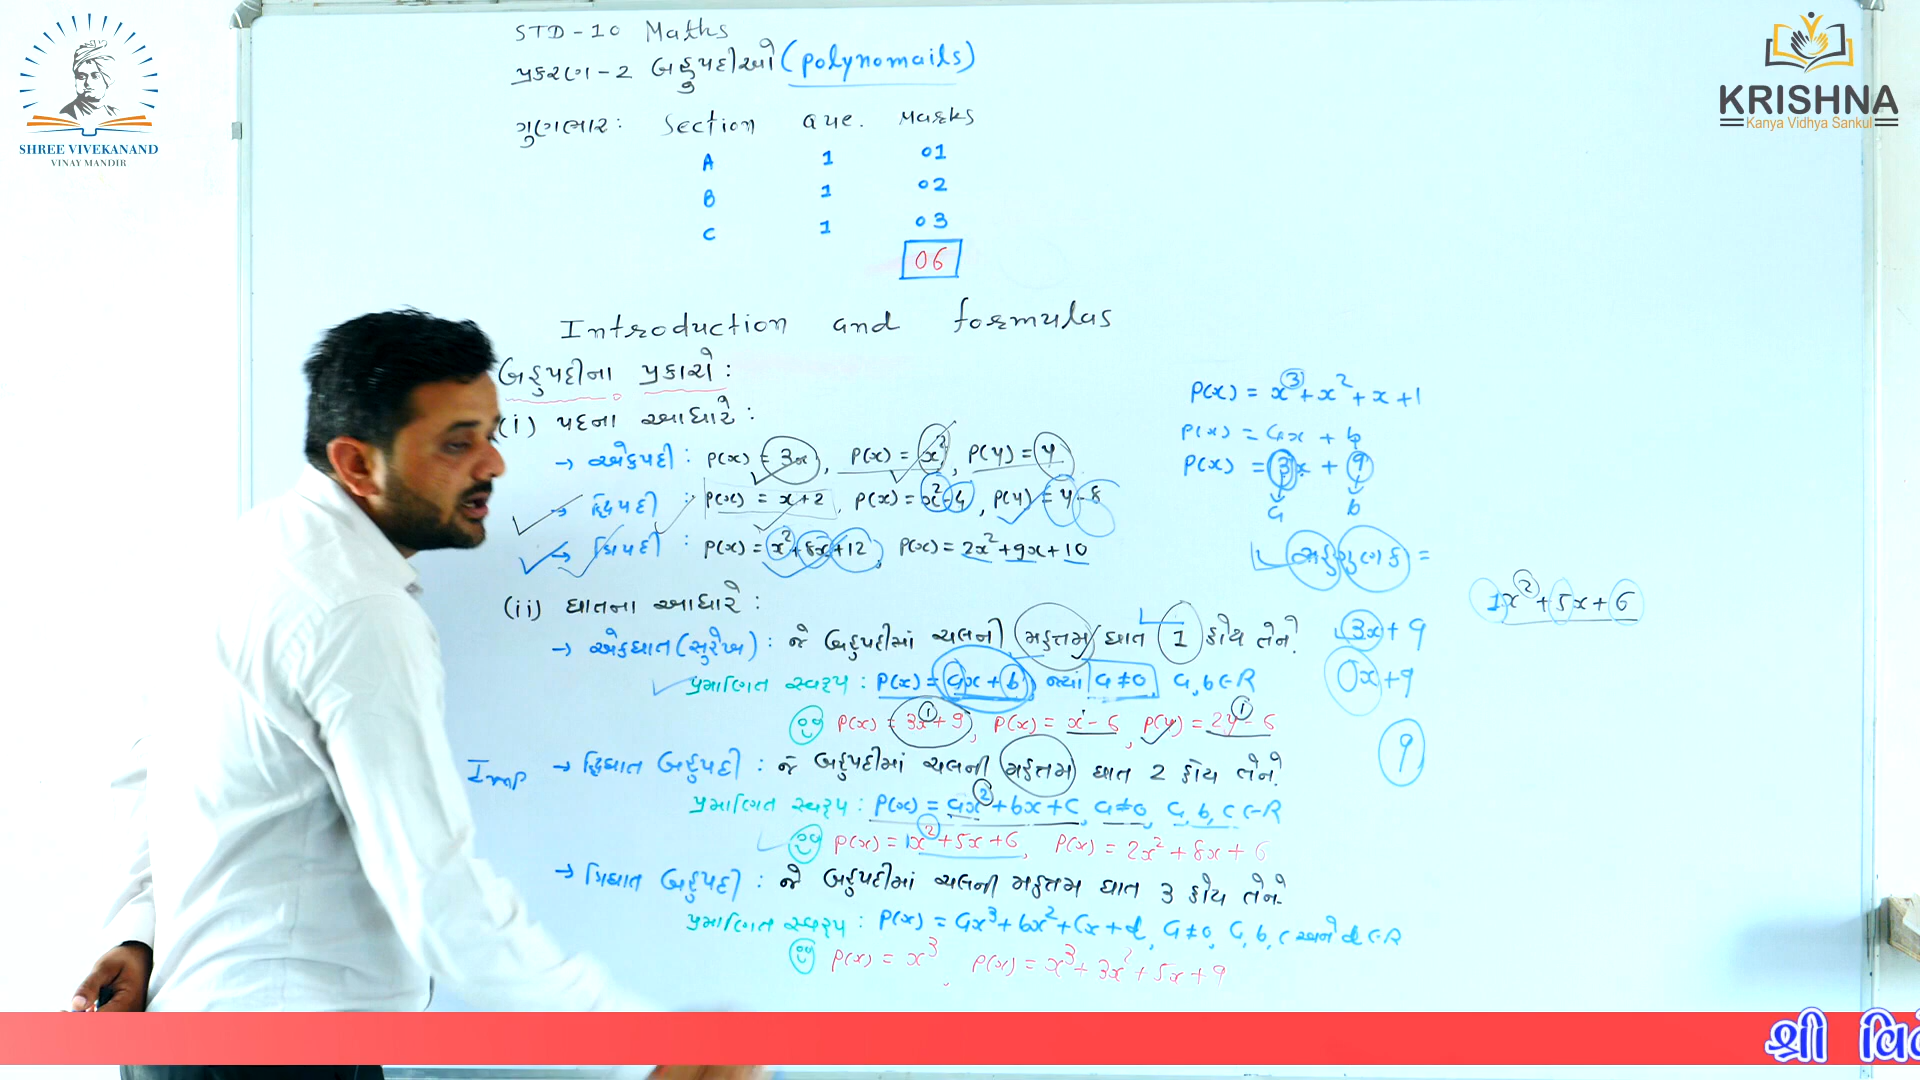 SHREE VIVEKANAND
VINAY MANDIR
KRISHNA
Kanya Vidhya Sankul
STD-10 Maths
પ્રકરણ-2 બહુપદીઓ (polynomails)
ગુણભાર: Section Que. Marks
A 1 01
B 1 02
C 1 03
06
Introduction and formulas
બહુપદીના પ્રકારો:
(i) પદના આધારે:
→ એકપદી: P(x) = 3x, P(x) = x², P(y) = y
→ દ્વિપદી: P(x) = x+2, P(x) = x²-4, P(y) = y-8
→ ત્રિપદી: P(x) = x²+8x+12, P(x) = 2x²+9x+10
(ii) ઘાતના આધારે:
→ એકઘાત (સુરેખ): જે બહુપદીમાં ચલની મહત્તમ ઘાત 1 હોય તેને
પ્રમાણિત સ્વરૂપ: P(x) = ax+b જ્યાં a≠0, a,b∈R
P(x) = 3x¹+9, P(x) = x-5, P(y) = 2y¹-5
Imp → દ્વિઘાત બહુપદી: જે બહુપદીમાં ચલની મહત્તમ ઘાત 2 હોય તેને
પ્રમાણિત સ્વરૂપ: P(x) = ax²+bx+c, a≠0, a,b,c∈R
P(x) = 1x²+5x+6, P(x) = 2x²+8x+6
→ ત્રિઘાત બહુપદી: જે બહુપદીમાં ચલની મહત્તમ ઘાત 3 હોય તેને
પ્રમાણિત સ્વરૂપ: P(x) = ax³+bx²+cx+d, a≠0, a,b,c અને d∈R
P(x) = x³, P(x) = x³+3x²+5x+9
P(x) = x³+x²+x+1
P(x) = ax + b
P(x) = 3x + 9
a b
સહગુણક =
1x²+5x+6
3x+9
0x+9
9
શ્રી